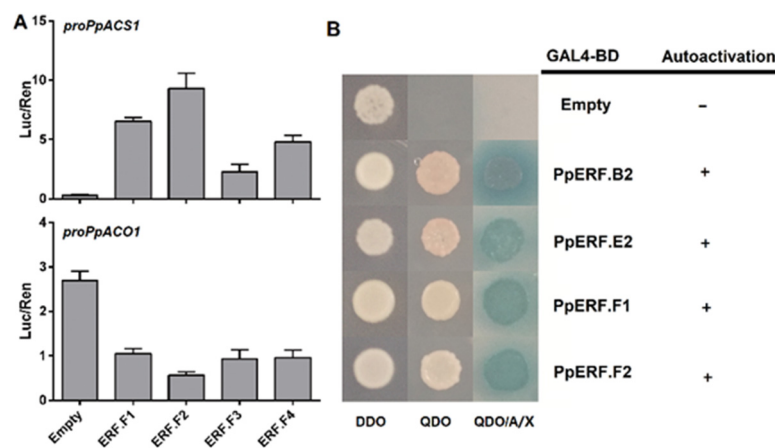 A
proPpACS1
15
10
5
0
Luc/Ren
proPpACO1
4
3
2
1
0
Luc/Ren
Empty ERF.F1 ERF.F2 ERF.F3 ERF.F4
B
GAL4-BD Autoactivation
Empty –
PpERF.B2 +
PpERF.E2 +
PpERF.F1 +
PpERF.F2 +
DDO QDO QDO/A/X